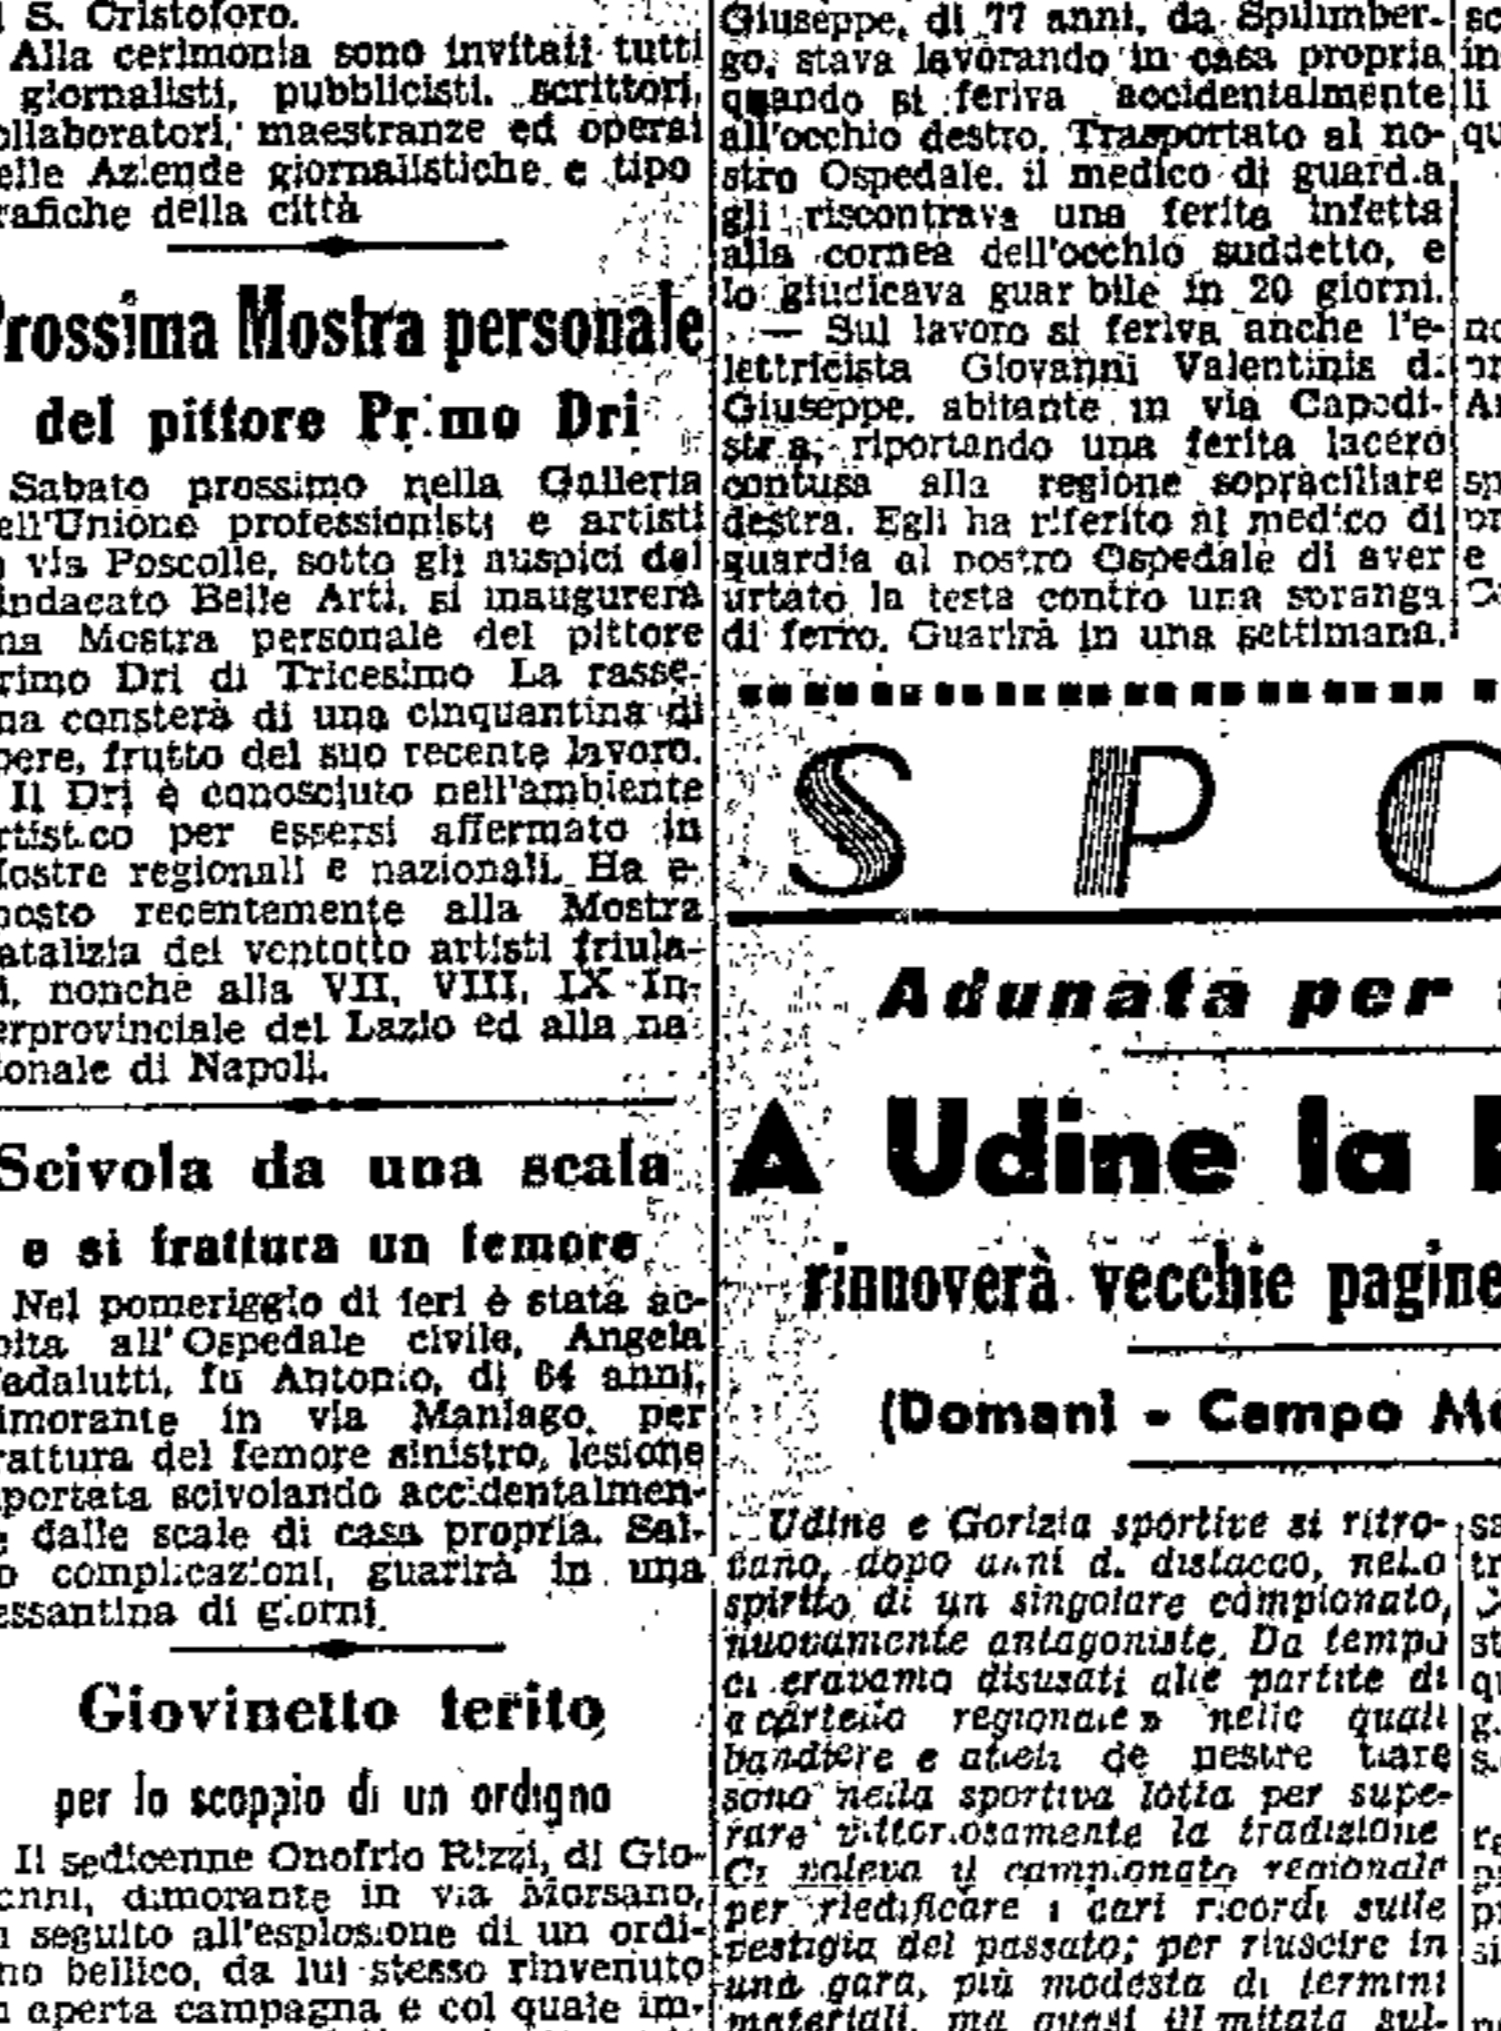 S. Cristoforo.
Alla cerimonia sono invitati tutti
giornalisti, pubblicisti, scrittori,
ollaboratori, maestranze ed operai
elle Aziende giornalistiche e tipo
rafiche della città
rossima Mostra personale
del pittore Primo Dri
Sabato prossimo nella Galleria
ell'Unione professionisti e artisti
via Poscolle, sotto gli auspici del
indacato Belle Arti, si inaugurerà
na Mostra personale del pittore
rimo Dri di Tricesimo La rasse-
na consterà di una cinquantina di
pere, frutto del suo recente lavoro.
Il Dri è conosciuto nell'ambiente
rtistico per essersi affermato in
ostre regionali e nazionali. Ha e-
posto recentemente alla Mostra
atalizia dei ventotto artisti friula-
i, nonchè alla VII, VIII, IX In-
erprovinciale del Lazio ed alla na
ionale di Napoli.
Scivola da una scala
e si frattura un femore
Nel pomeriggio di ieri è stata ac-
olta all'Ospedale civile, Angela
adalutti, fu Antonio, di 64 anni,
imorante in via Maniago, per
rattura del femore sinistro, lesione
iportata scivolando accidentalmen-
e dalle scale di casa propria. Sal-
o complicazioni, guarirà in una
essantina di giorni.
Giovinetto ferito
per lo scoppio di un ordigno
Il sedicenne Onofrio Rizzi, di Gio-
anni, dimorante in via Morsano,
seguito all'esplosione di un ordi-
no bellico, da lui stesso rinvenuto
aperta campagna e col quale im-
Giuseppe, di 77 anni, da Spilimber-
go, stava lavorando in casa propria
quando si feriva accidentalmente
all'occhio destro. Trasportato al no-
stro Ospedale, il medico di guardia
gli riscontrava una ferita infetta
alla cornea dell'occhio suddetto, e
lo giudicava guaribile in 20 giorni.
— Sul lavoro si feriva anche l'e-
lettricista Giovanni Valentinis di
Giuseppe, abitante in via Capodi-
stria, riportando una ferita lacero
contusa alla regione sopracciliare
destra. Egli ha riferito al medico di
guardia al nostro Ospedale di aver
urtato la testa contro una soranga
di ferro. Guarirà in una settimana.
SPO
Adunata per
A Udine la
rinnoverà vecchie pagine
(Domani - Campo Mo
Udine e Gorizia sportive si ritro-
vano, dopo anni di distacco, nello
spirito di un singolare campionato,
nuovamente antagoniste. Da tempo
ci eravamo disusati alle partite di
«cartello regionale» nelle quali
bandiere e atleti de nestre tiare
sono nella sportiva lotta per supe-
rare vittoriosamente la tradizione
Ci voleva il campionato regionale
per riedificare i cari ricordi sulle
vestigia del passato; per riuscire in
una gara, più modesta di termini
materiali, ma quasi illimitata sul-